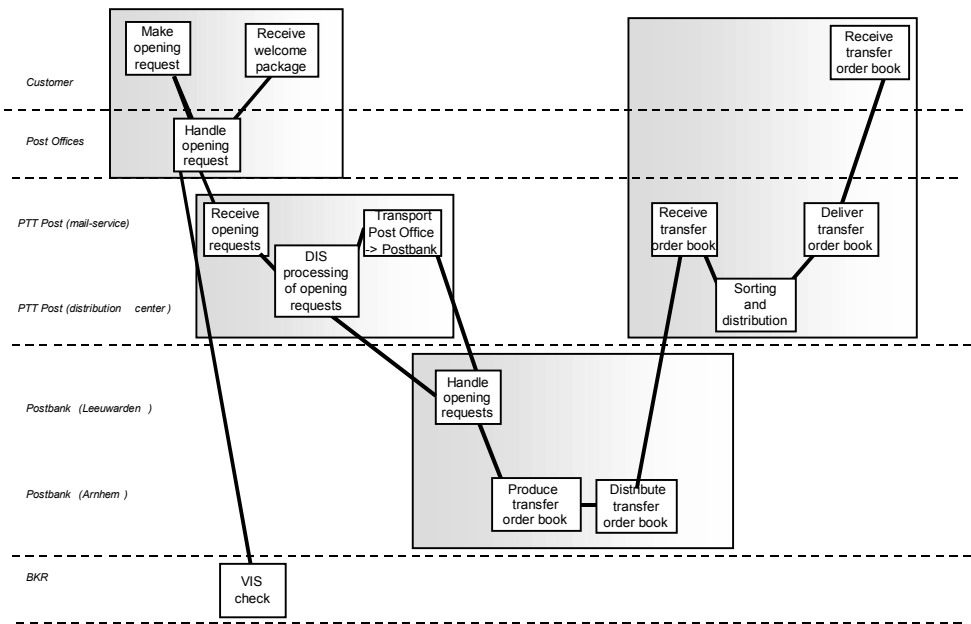 Make
opening
request
Receive
welcome
package
Receive
transfer
order book
Customer
Post Offices
Handle
opening
request
PTT Post (mail-service)
Receive
opening
requests
Transport
Post Office
-> Postbank
Receive
transfer
order book
Deliver
transfer
order book
DIS
processing
of opening
requests
Sorting
and
distribution
PTT Post (distribution center)
Postbank (Leeuwarden)
Handle
opening
requests
Postbank (Arnhem)
Produce
transfer
order book
Distribute
transfer
order book
BKR
VIS
check